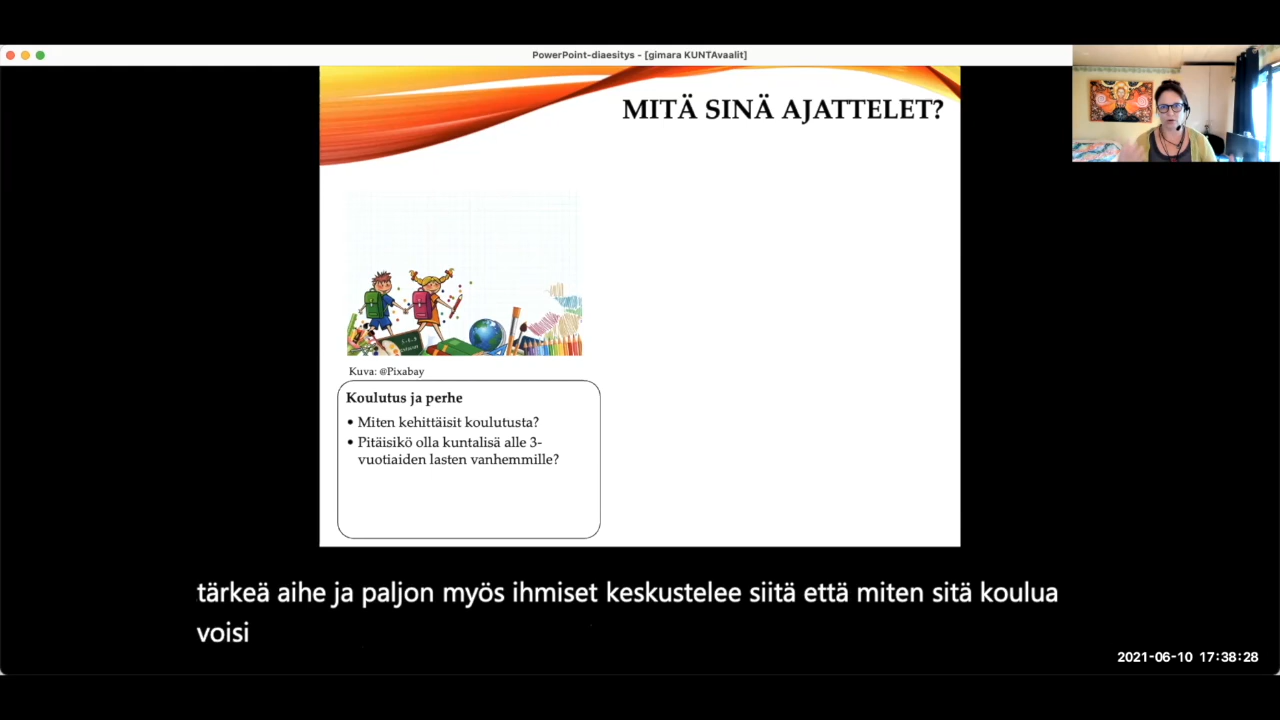 PowerPoint-diaesitys - [gimara KUNTAvaalit]
MITÄ SINÄ AJATTELET?
Kuva: @Pixabay
Koulutus ja perhe
• Miten kehittäisit koulutusta?
• Pitäisikö olla kuntalisä alle 3-
vuotiaiden lasten vanhemmille?
tärkeä aihe ja paljon myös ihmiset keskustelee siitä että miten sitä koulua
voisi
2021-06-10 17:38:28